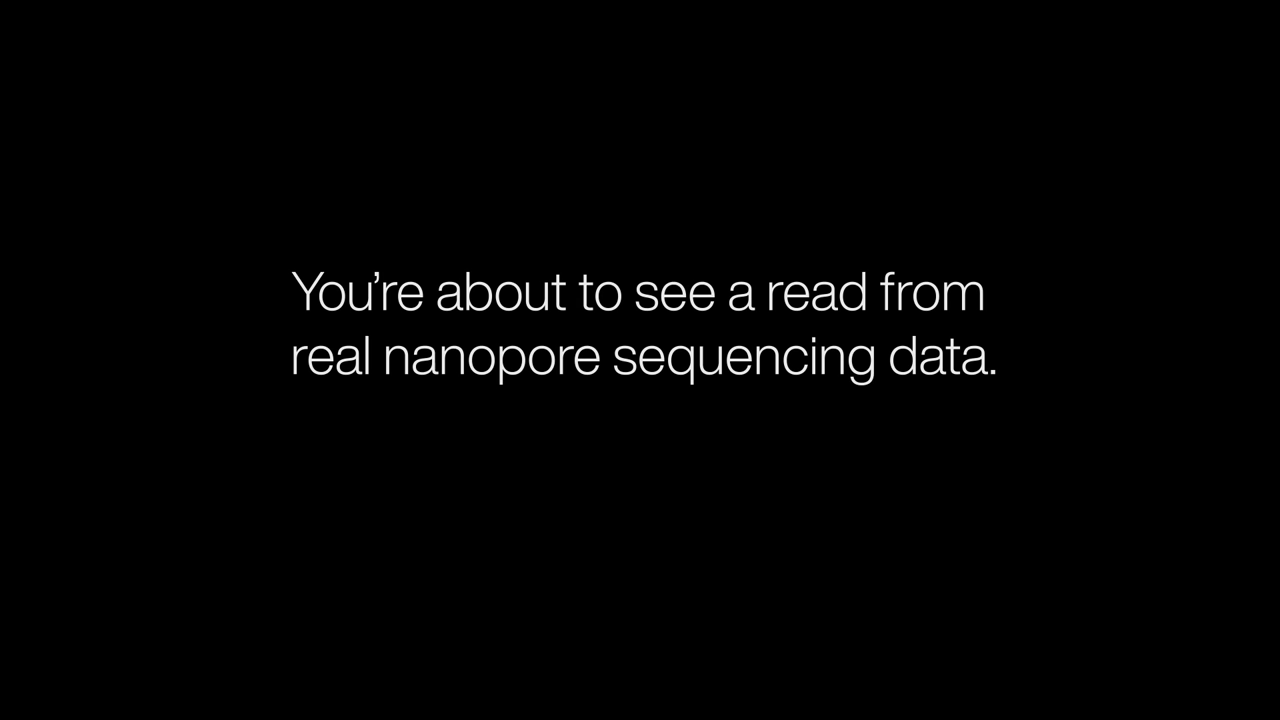 You’re about to see a read from
real nanopore sequencing data.